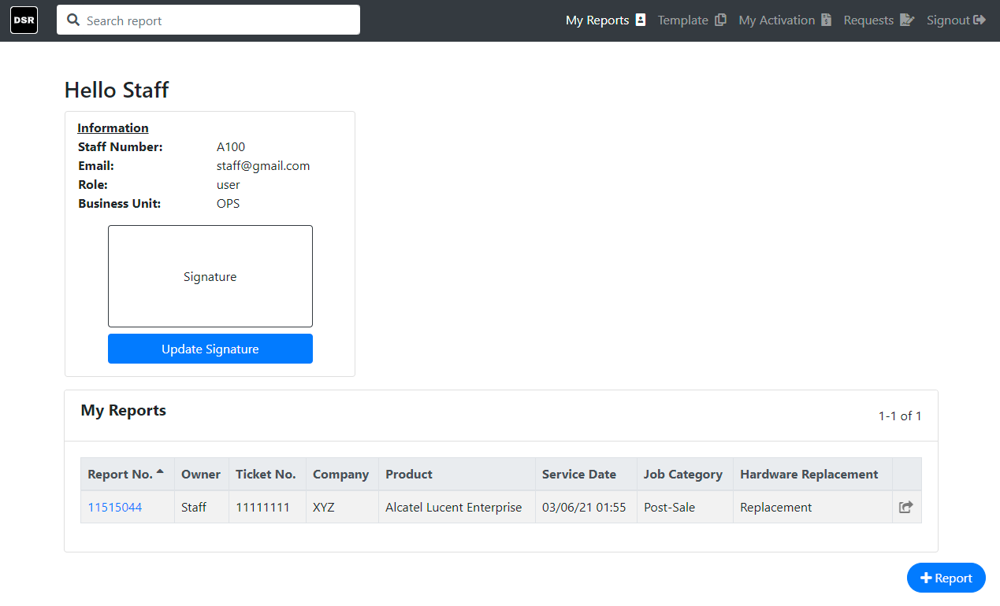 DSR Search report My Reports Template My Activation Requests Signout
Hello Staff
Information
Staff Number: A100
Email: staff@gmail.com
Role: user
Business Unit: OPS
Signature
Update Signature
My Reports
1-1 of 1
Report No. Owner Ticket No. Company Product Service Date Job Category Hardware Replacement
11515044 Staff 11111111 XYZ Alcatel Lucent Enterprise 03/06/21 01:55 Post-Sale Replacement
Report